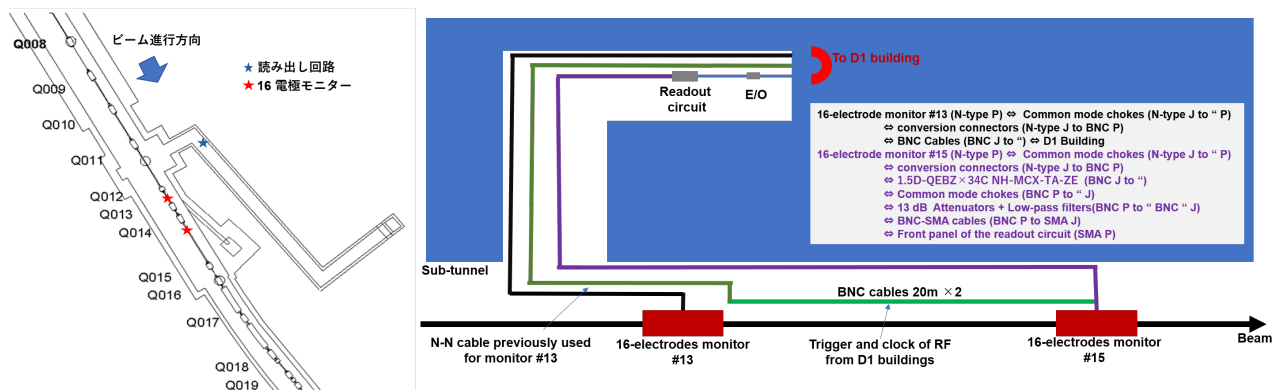 Q008
ビーム進行方向
★ 読み出し回路
★ 16 電極モニター
Q009
Q010
Q011
Q012
Q013
Q014
Q015
Q016
Q017
Q018
Q019
To D1 building
Readout
circuit
E/O
16-electrode monitor #13 (N-type P) ⇔ Common mode chokes (N-type J to “ P)
⇔ conversion connectors (N-type J to BNC P)
⇔ BNC Cables (BNC J to “) ⇔ D1 Building
16-electrode monitor #15 (N-type P) ⇔ Common mode chokes (N-type J to “ P)
⇔ conversion connectors (N-type J to BNC P)
⇔ 1.5D-QEBZ×34C NH-MCX-TA-ZE (BNC J to “)
⇔ Common mode chokes (BNC P to “ J)
⇔ 13 dB Attenuators + Low-pass filters(BNC P to “ BNC “ J)
⇔ BNC-SMA cables (BNC P to SMA J)
⇔ Front panel of the readout circuit (SMA P)
Sub-tunnel
BNC cables 20m ×2
N-N cable previously used
for monitor #13
16-electrodes monitor
#13
Trigger and clock of RF
from D1 buildings
16-electrodes monitor
#15
Beam